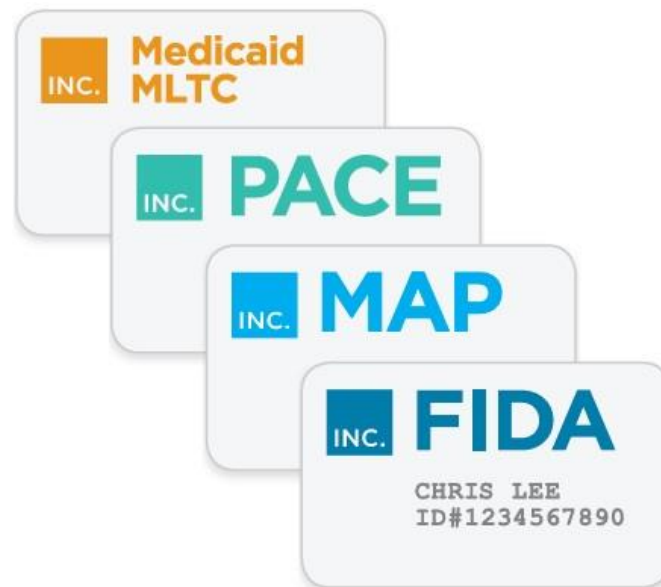 INC. Medicaid
MLTC
INC. PACE
INC. MAP
INC. FIDA
CHRIS LEE
ID#1234567890